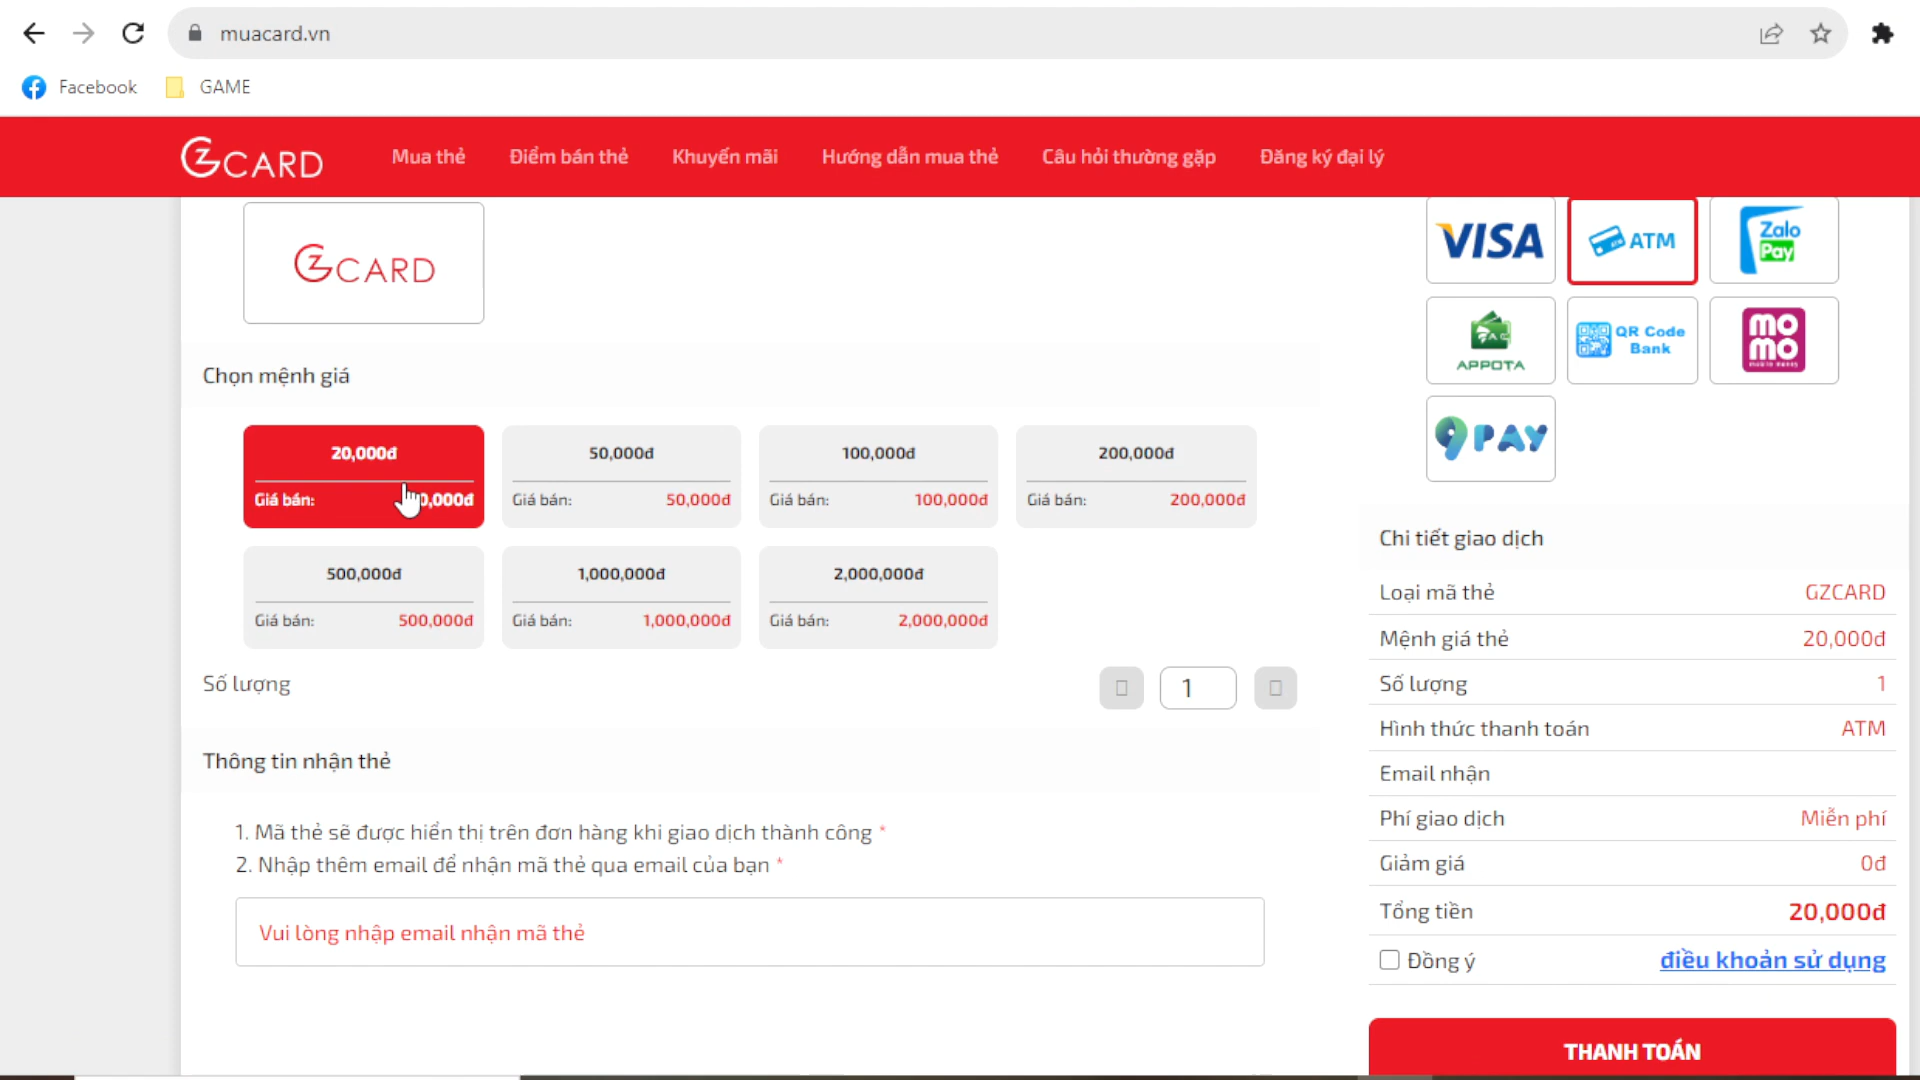 muacard.vn
Facebook
GAME
GZCARD
Mua thẻ
Điểm bán thẻ
Khuyến mãi
Hướng dẫn mua thẻ
Câu hỏi thường gặp
Đăng ký đại lý
GZCARD
VISA
ATM
Zalo
Pay
APPOTA
QR Code
Bank
mo
mo
9PAY
Chọn mệnh giá
20,000đ
Giá bán: 0,000đ
50,000đ
Giá bán: 50,000đ
100,000đ
Giá bán: 100,000đ
200,000đ
Giá bán: 200,000đ
500,000đ
Giá bán: 500,000đ
1,000,000đ
Giá bán: 1,000,000đ
2,000,000đ
Giá bán: 2,000,000đ
Số lượng
1
Thông tin nhận thẻ
1. Mã thẻ sẽ được hiển thị trên đơn hàng khi giao dịch thành công *
2. Nhập thêm email để nhận mã thẻ qua email của bạn *
Vui lòng nhập email nhận mã thẻ
Chi tiết giao dịch
Loại mã thẻ GZCARD
Mệnh giá thẻ 20,000đ
Số lượng 1
Hình thức thanh toán ATM
Email nhận
Phí giao dịch Miễn phí
Giảm giá 0đ
Tổng tiền 20,000đ
Đồng ý điều khoản sử dụng
THANH TOÁN